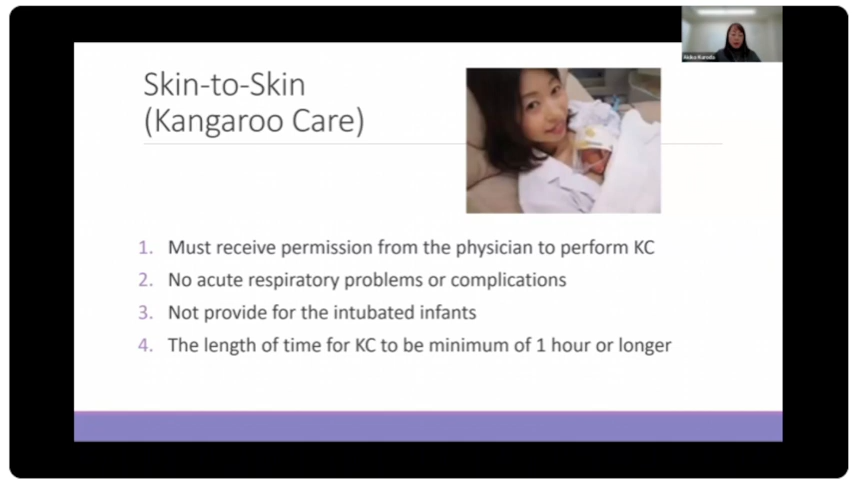 Skin-to-Skin
(Kangaroo Care)
1. Must receive permission from the physician to perform KC
2. No acute respiratory problems or complications
3. Not provide for the intubated infants
4. The length of time for KC to be minimum of 1 hour or longer